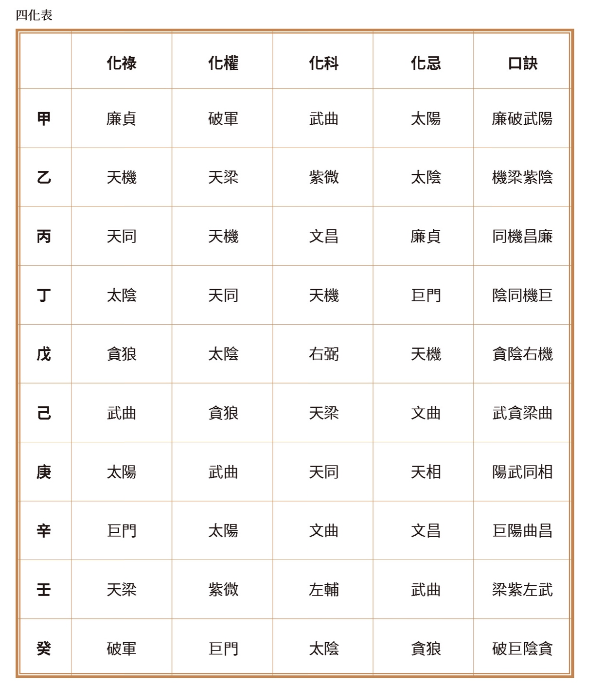 四化表
化祿 化權 化科 化忌 口訣
甲 廉貞 破軍 武曲 太陽 廉破武陽
乙 天機 天梁 紫微 太陰 機梁紫陰
丙 天同 天機 文昌 廉貞 同機昌廉
丁 太陰 天同 天機 巨門 陰同機巨
戊 貪狼 太陰 右弼 天機 貪陰右機
己 武曲 貪狼 天梁 文曲 武貪梁曲
庚 太陽 武曲 天同 天相 陽武同相
辛 巨門 太陽 文曲 文昌 巨陽曲昌
壬 天梁 紫微 左輔 武曲 梁紫左武
癸 破軍 巨門 太陰 貪狼 破巨陰貪